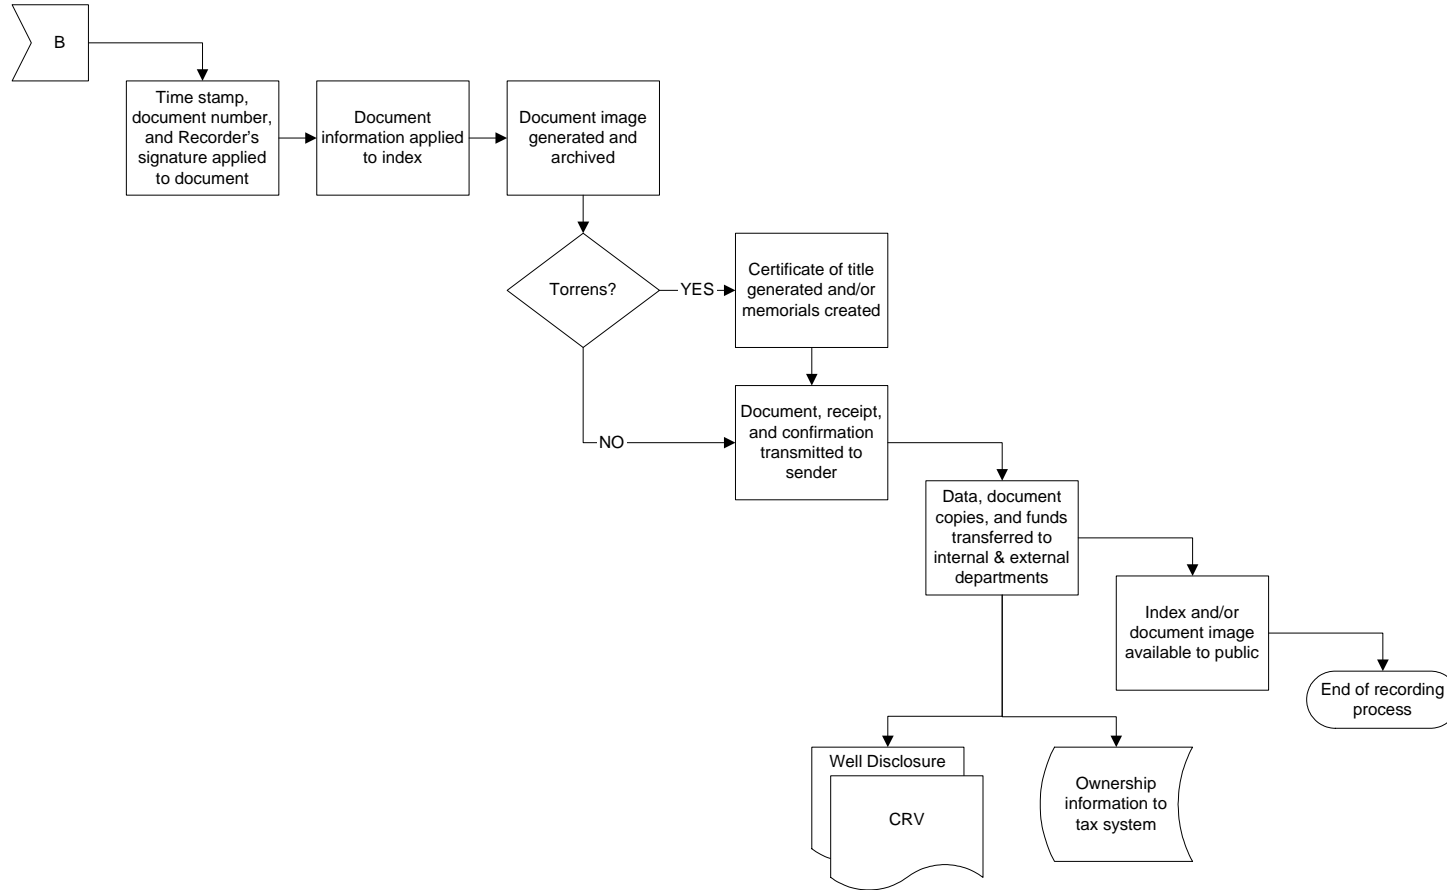 B
Time stamp,
document number,
and Recorder's
signature applied
to document
Document
information applied
to index
Document image
generated and
archived
Torrens?
YES
Certificate of title
generated and/or
memorials created
NO
Document, receipt,
and confirmation
transmitted to
sender
Data, document
copies, and funds
transferred to
internal & external
departments
Index and/or
document image
available to public
End of recording
process
Well Disclosure
CRV
Ownership
information to
tax system